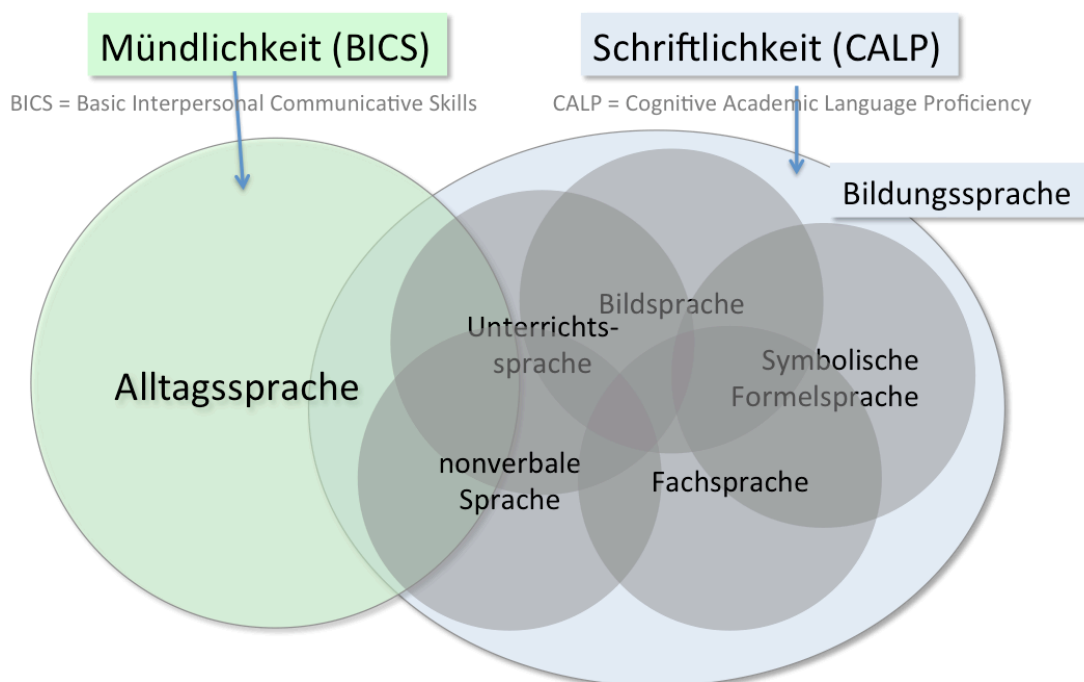 Mündlichkeit (BICS)
Schriftlichkeit (CALP)
BICS = Basic Interpersonal Communicative Skills
CALP = Cognitive Academic Language Proficiency
Bildungssprache
Bildsprache
Unterrichts-
sprache
Symbolische
Formelsprache
Alltagssprache
nonverbale
Sprache
Fachsprache